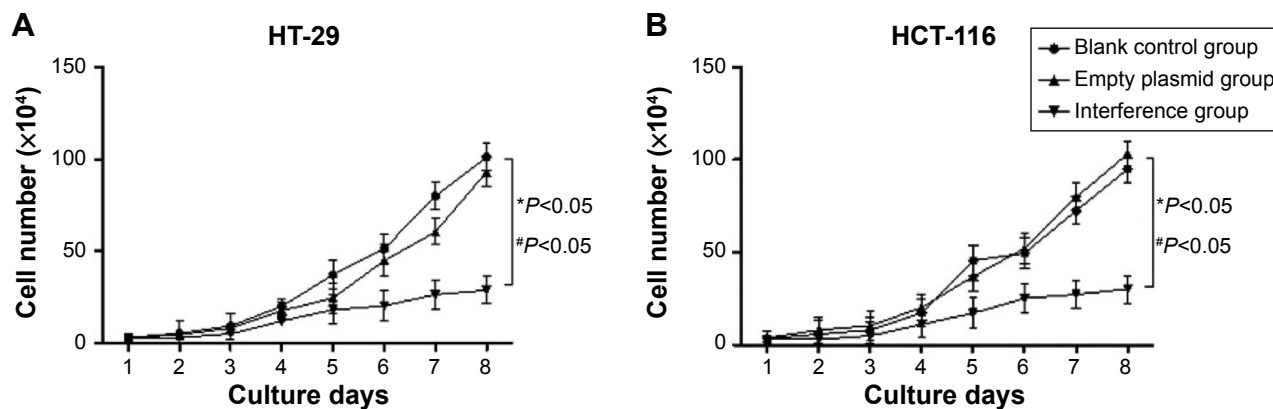 A
HT-29
Cell number (×10⁴)
150
100
50
0
1 2 3 4 5 6 7 8
Culture days
*P<0.05
#P<0.05
B
HCT-116
Blank control group
Empty plasmid group
Interference group
Cell number (×10⁴)
150
100
50
0
1 2 3 4 5 6 7 8
Culture days
*P<0.05
#P<0.05